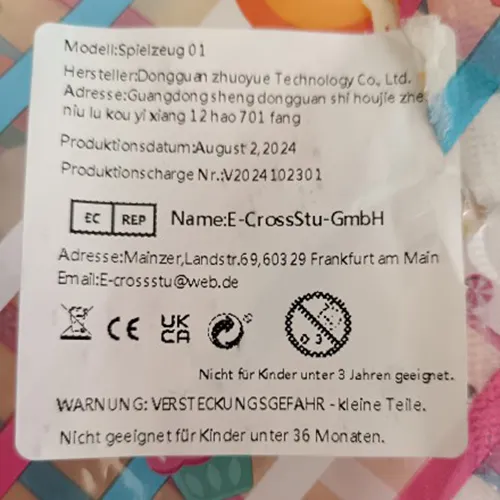 Modell:Spielzeug 01
Hersteller:Dongguan zhuoyue Technology Co., Ltd.
Adresse:Guangdong sheng dongguan shi houjie zhe
niu lu kou yi xiang 12 hao 701 fang
Produktionsdatum:August 2, 2024
Produktionscharge Nr.:V2024102301
EC REP Name:E-CrossStu-GmbH
Adresse:Mainzer,Landstr.69,60329 Frankfurt am Main
Email:E-crossstu@web.de
CE UK CA 0 3
Nicht für Kinder unter 3 Jahren geeignet.
WARNUNG: VERSTECKUNGSGEFAHR - kleine Teile.
Nicht geeignet für Kinder unter 36 Monaten.